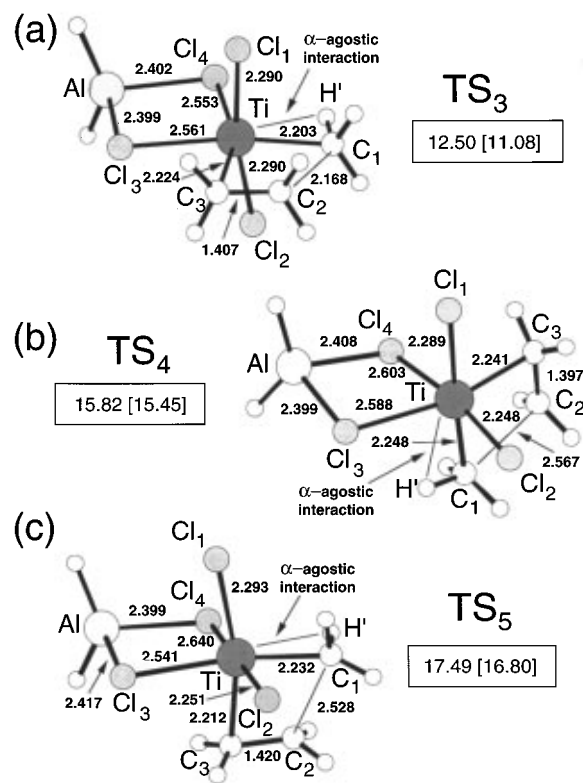 (a)
Cl4
Cl1
α−agostic
interaction
2.402
2.290
H'
TS3
Al
2.553
Ti
2.399
2.561
2.203
C1
12.50 [11.08]
Cl3
2.224
2.290
2.168
C3
C2
1.407
Cl2
(b)
Cl1
TS4
Cl4
C3
2.408
2.289
2.241
Al
2.603
Ti
1.397
15.82 [15.45]
2.399
2.588
C2
2.248
2.248
Cl3
2.567
α−agostic
interaction
H'
C1
Cl2
(c)
Cl1
α−agostic
interaction
2.293
Cl4
2.399
H'
TS5
Al
2.640
2.541
Ti
2.232
C1
17.49 [16.80]
2.417
Cl3
2.251
2.212
Cl2
2.528
C3
1.420
C2